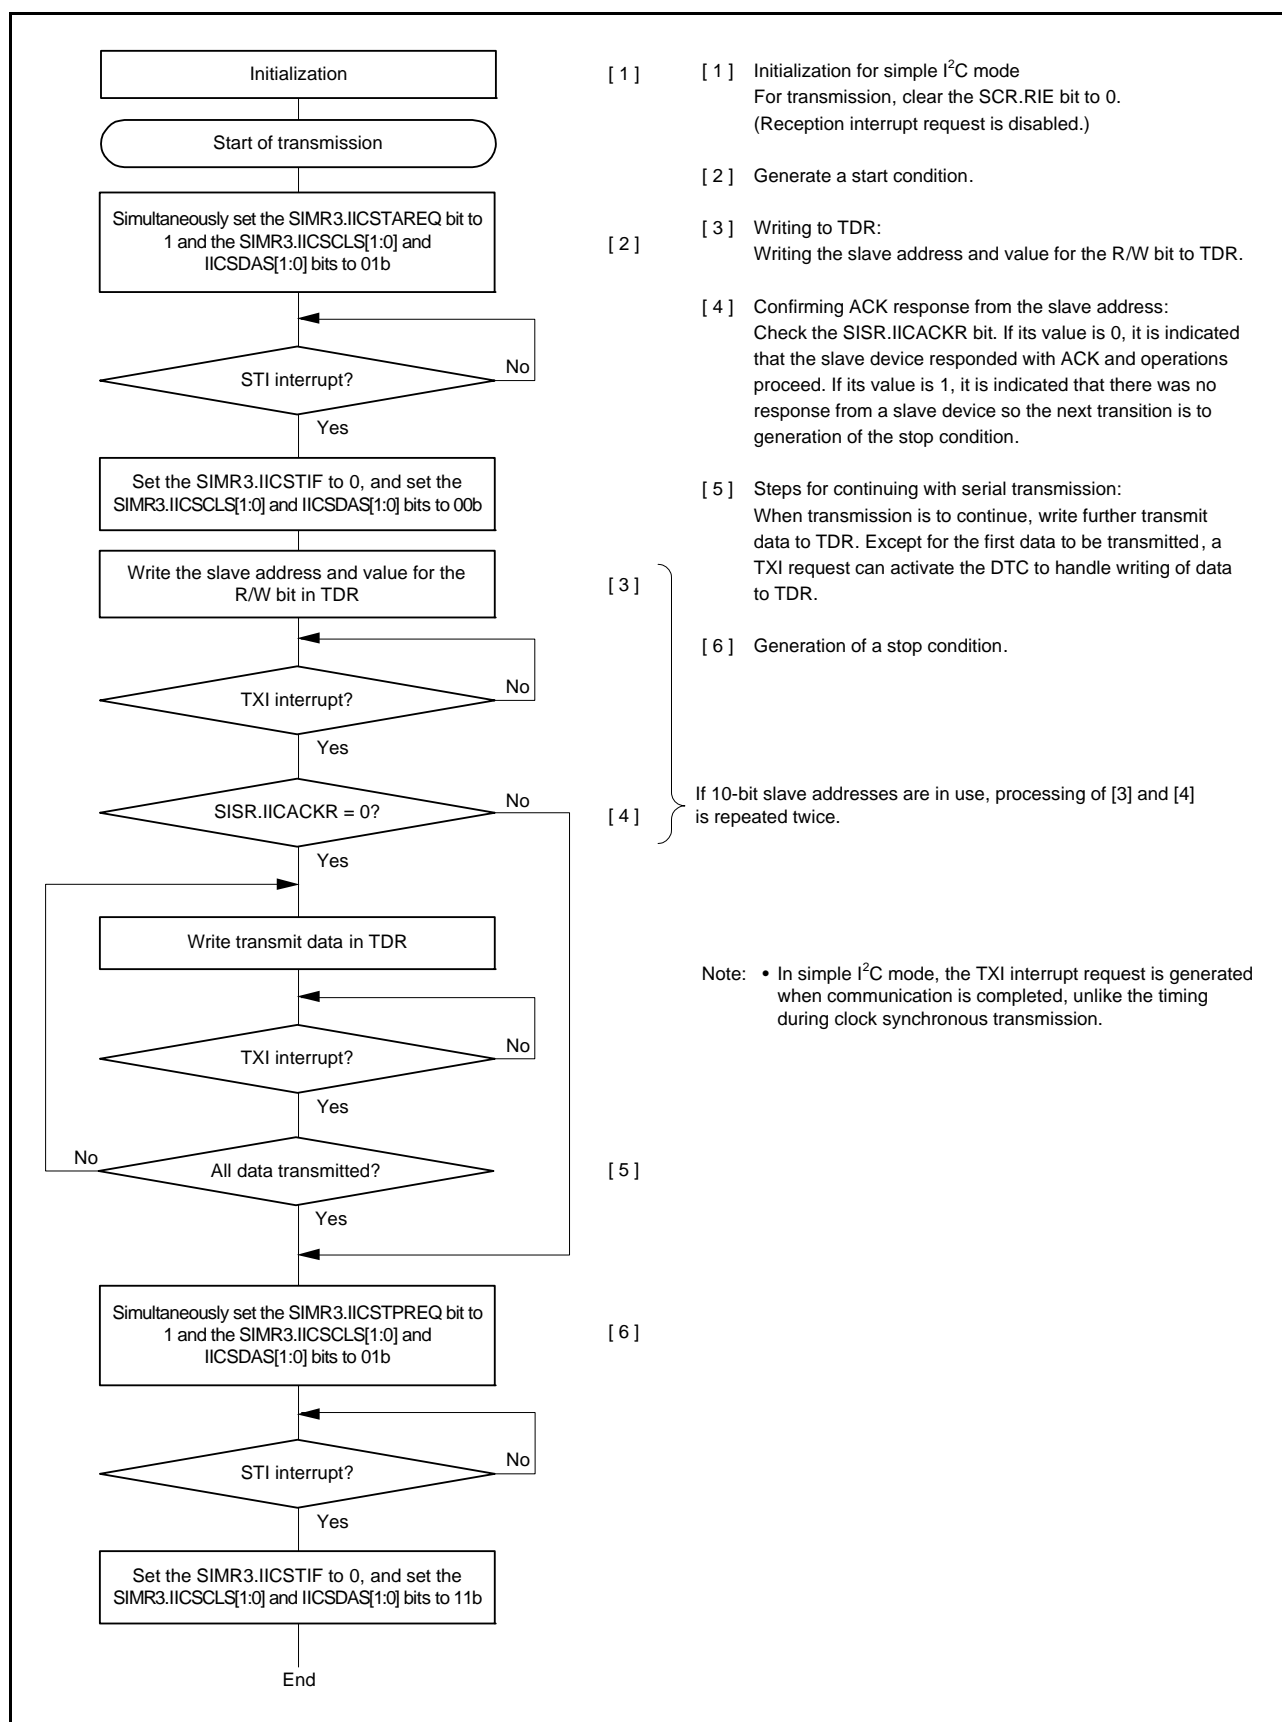 Initialization
[ 1 ]
Start of transmission
Simultaneously set the SIMR3.IICSTAREQ bit to
1 and the SIMR3.IICSCLS[1:0] and
IICSDAS[1:0] bits to 01b
[ 2 ]
STI interrupt?
No
Yes
Set the SIMR3.IICSTIF to 0, and set the
SIMR3.IICSCLS[1:0] and IICSDAS[1:0] bits to 00b
Write the slave address and value for the
R/W bit in TDR
[ 3 ]
TXI interrupt?
No
Yes
SISR.IICACKR = 0?
No
[ 4 ]
Yes
Write transmit data in TDR
TXI interrupt?
No
Yes
No
All data transmitted?
[ 5 ]
Yes
Simultaneously set the SIMR3.IICSTPREQ bit to
1 and the SIMR3.IICSCLS[1:0] and
IICSDAS[1:0] bits to 01b
[ 6 ]
STI interrupt?
No
Yes
Set the SIMR3.IICSTIF to 0, and set the
SIMR3.IICSCLS[1:0] and IICSDAS[1:0] bits to 11b
End
[ 1 ] Initialization for simple I²C mode
For transmission, clear the SCR.RIE bit to 0.
(Reception interrupt request is disabled.)
[ 2 ] Generate a start condition.
[ 3 ] Writing to TDR:
Writing the slave address and value for the R/W bit to TDR.
[ 4 ] Confirming ACK response from the slave address:
Check the SISR.IICACKR bit. If its value is 0, it is indicated
that the slave device responded with ACK and operations
proceed. If its value is 1, it is indicated that there was no
response from a slave device so the next transition is to
generation of the stop condition.
[ 5 ] Steps for continuing with serial transmission:
When transmission is to continue, write further transmit
data to TDR. Except for the first data to be transmitted, a
TXI request can activate the DTC to handle writing of data
to TDR.
[ 6 ] Generation of a stop condition.
If 10-bit slave addresses are in use, processing of [3] and [4]
is repeated twice.
Note: • In simple I²C mode, the TXI interrupt request is generated
when communication is completed, unlike the timing
during clock synchronous transmission.